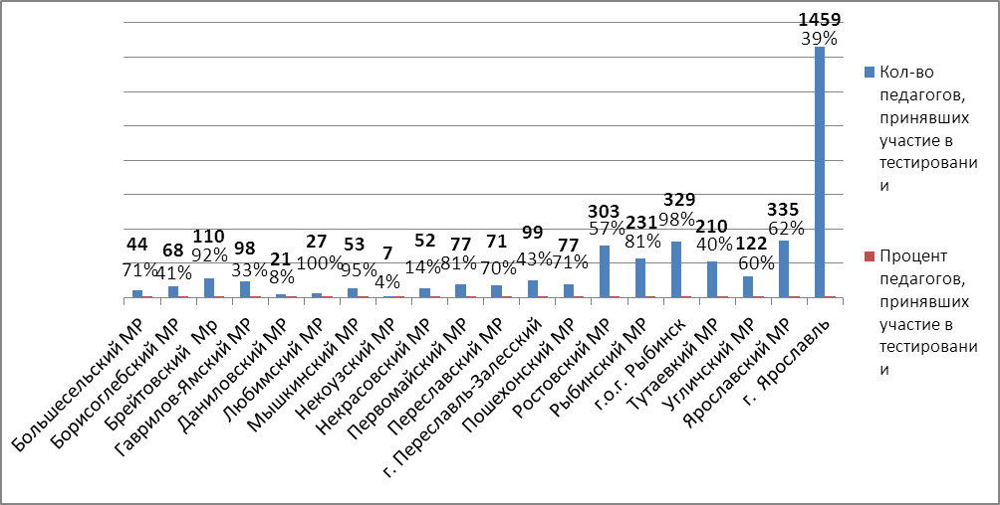 1459
39%
44
71%
68
41%
110
92%
98
33%
21
8%
27
100%
53
95%
7
4%
52
14%
77
81%
71
70%
99
43%
77
71%
303
57%
231
81%
329
98%
210
40%
122
60%
335
62%
Большесельский МР
Борисоглебский МР
Брейтовский Мр
Гаврилов-Ямский МР
Даниловский МР
Любимский МР
Мышкинский МР
Некоузский МР
Некрасовский МР
Первомайский МР
Переславский МР
г. Переславль-Залесский
Пошехонский МР
Ростовский МР
Рыбинский МР
г.о.г. Рыбинск
Тутаевкий МР
Угличский МР
Ярославский МР
г. Ярославль
Кол-во
педагогов,
принявших
участие в
тестировани
и
Процент
педагогов,
принявших
участие в
тестировани
и